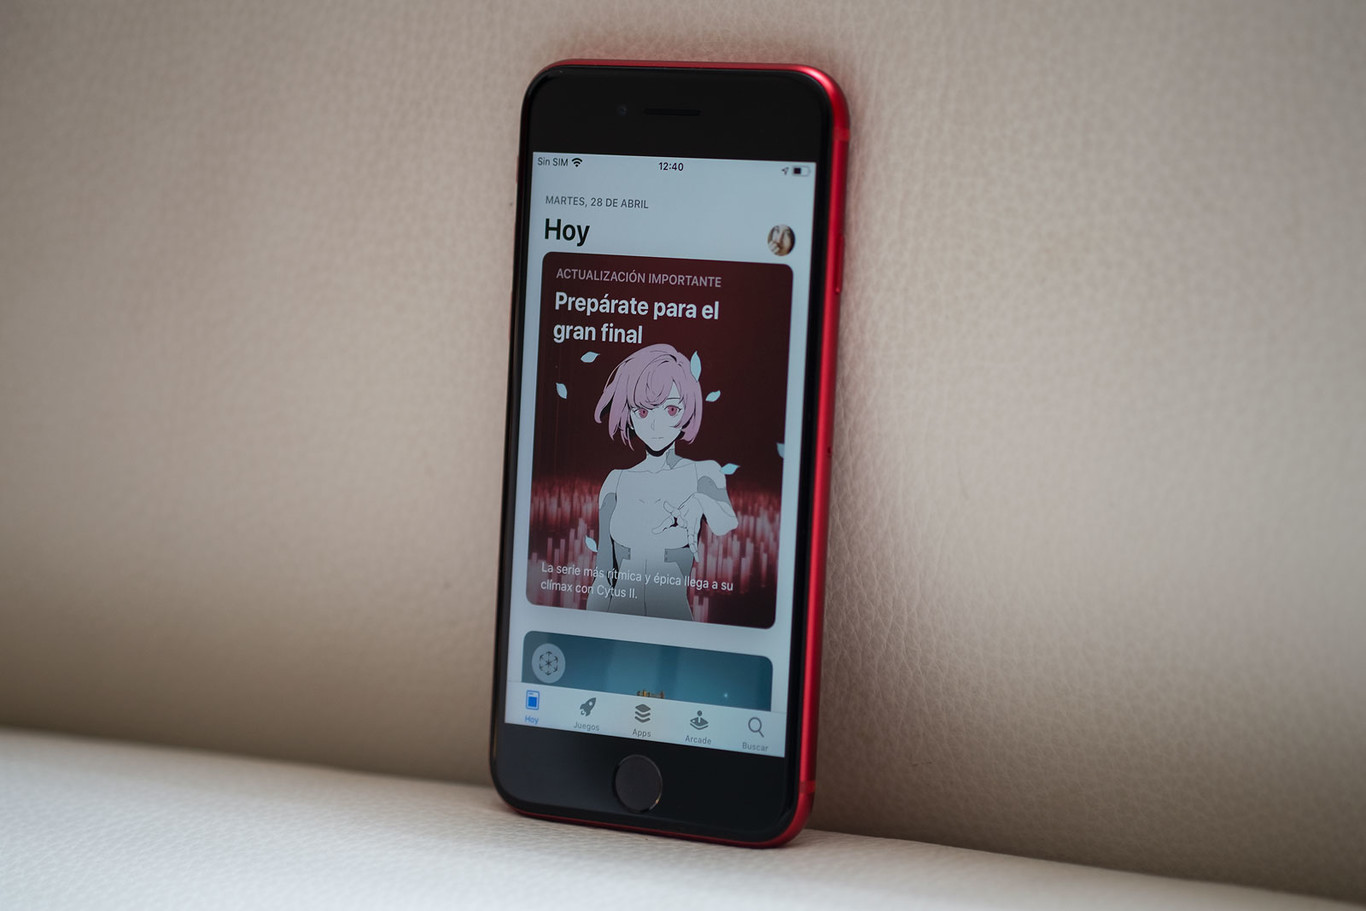 Sin SIM
12:40
MARTES, 28 DE ABRIL
Hoy
ACTUALIZACIÓN IMPORTANTE
Prepárate para el
gran final
La serie más rítmica y épica llega a su
clímax con Cytus II.
Hoy
Juegos
Apps
Arcade
Buscar